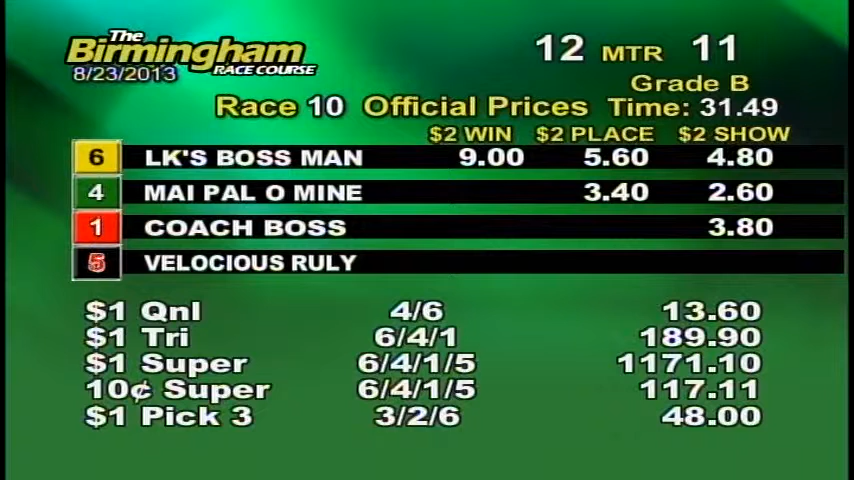 The
Birmingham
RACE COURSE
8/23/2013
12 MTR 11
Grade B
Race 10 Official Prices Time: 31.49
$2 WIN $2 PLACE $2 SHOW
6 LK'S BOSS MAN 9.00 5.60 4.80
4 MAI PAL O MINE 3.40 2.60
1 COACH BOSS 3.80
5 VELOCIOUS RULY
$1 Qnl 4/6 13.60
$1 Tri 6/4/1 189.90
$1 Super 6/4/1/5 1171.10
10¢ Super 6/4/1/5 117.11
$1 Pick 3 3/2/6 48.00